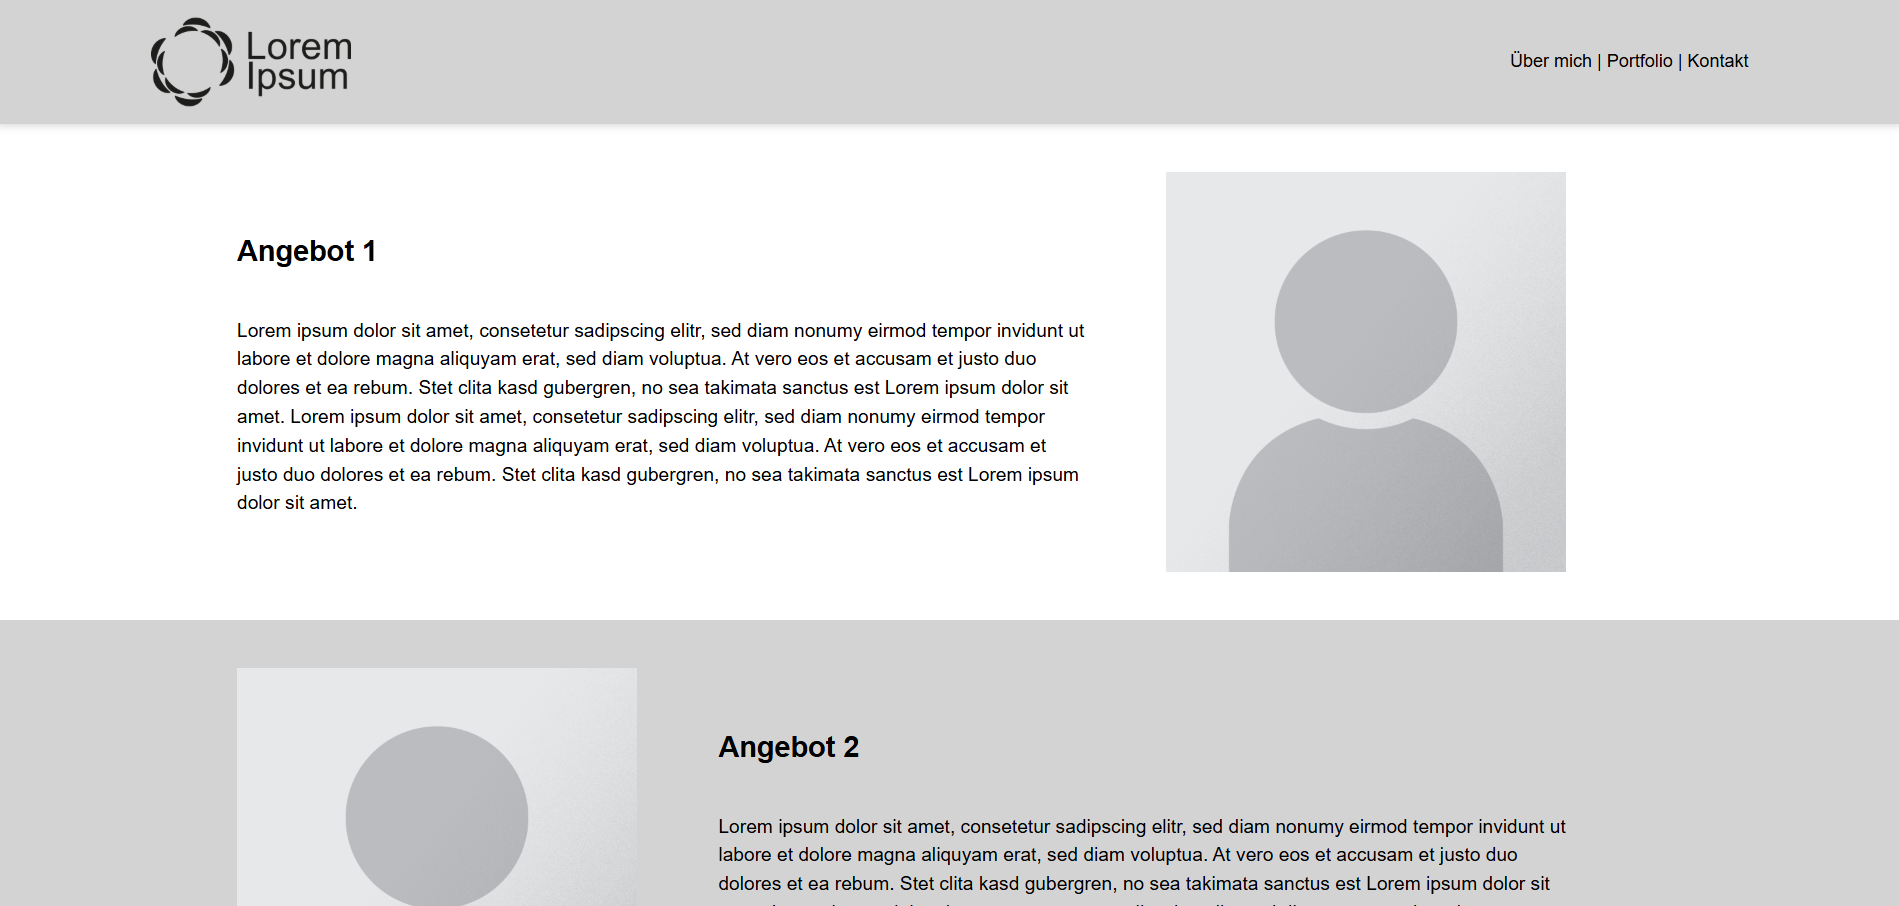 Lorem
Ipsum
Über mich | Portfolio | Kontakt
Angebot 1
Lorem ipsum dolor sit amet, consetetur sadipscing elitr, sed diam nonumy eirmod tempor invidunt ut
labore et dolore magna aliquyam erat, sed diam voluptua. At vero eos et accusam et justo duo
dolores et ea rebum. Stet clita kasd gubergren, no sea takimata sanctus est Lorem ipsum dolor sit
amet. Lorem ipsum dolor sit amet, consetetur sadipscing elitr, sed diam nonumy eirmod tempor
invidunt ut labore et dolore magna aliquyam erat, sed diam voluptua. At vero eos et accusam et
justo duo dolores et ea rebum. Stet clita kasd gubergren, no sea takimata sanctus est Lorem ipsum
dolor sit amet.
Angebot 2
Lorem ipsum dolor sit amet, consetetur sadipscing elitr, sed diam nonumy eirmod tempor invidunt ut
labore et dolore magna aliquyam erat, sed diam voluptua. At vero eos et accusam et justo duo
dolores et ea rebum. Stet clita kasd gubergren, no sea takimata sanctus est Lorem ipsum dolor sit